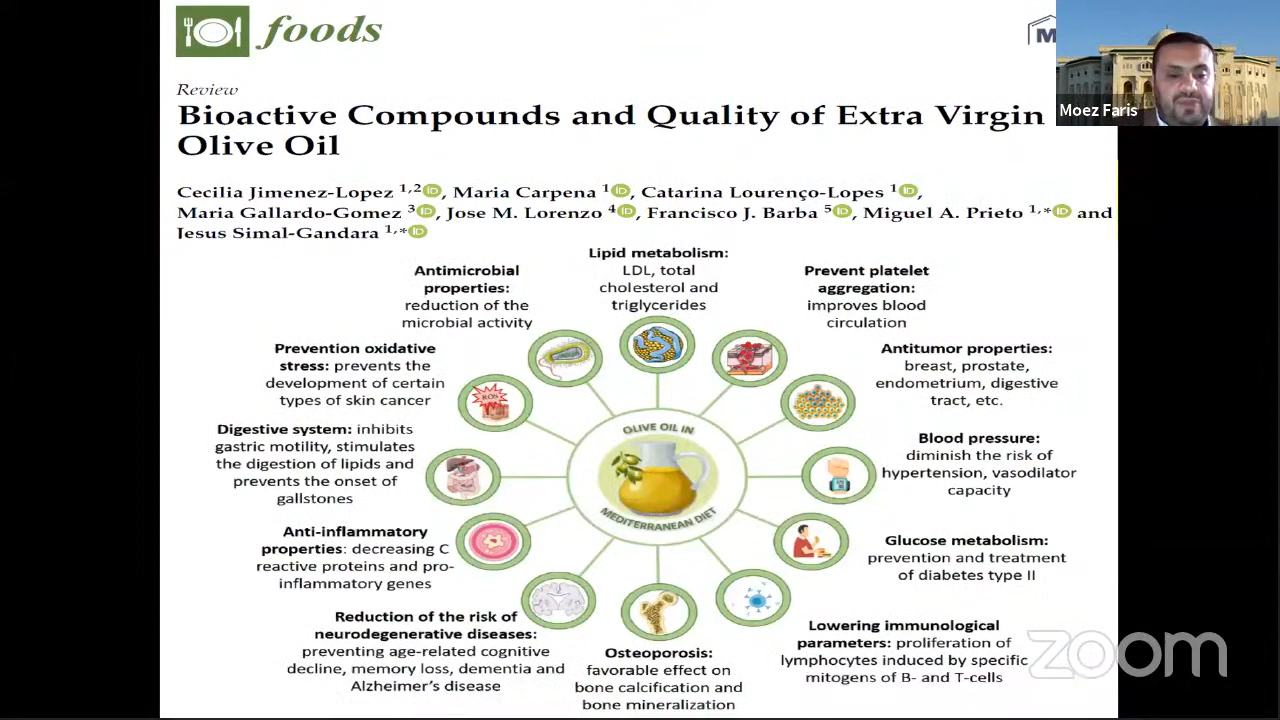 foods
M
Moez Faris
Review
Bioactive Compounds and Quality of Extra Virgin
Olive Oil
Cecilia Jimenez-Lopez 1,2 iD, Maria Carpena 1 iD, Catarina Lourenço-Lopes 1 iD,
Maria Gallardo-Gomez 3 iD, Jose M. Lorenzo 4 iD, Francisco J. Barba 5 iD, Miguel A. Prieto 1,* iD and
Jesus Simal-Gandara 1,* iD
Lipid metabolism:
LDL, total
cholesterol and
triglycerides
Antimicrobial
properties:
reduction of the
microbial activity
Prevent platelet
aggregation:
improves blood
circulation
Prevention oxidative
stress: prevents the
development of certain
types of skin cancer
ROS
Antitumor properties:
breast, prostate,
endometrium, digestive
tract, etc.
Digestive system: inhibits
gastric motility, stimulates
the digestion of lipids and
prevents the onset of
gallstones
OLIVE OIL IN
MEDITERRANEAN DIET
Blood pressure:
diminish the risk of
hypertension, vasodilator
capacity
Anti-inflammatory
properties: decreasing C
reactive proteins and pro-
inflammatory genes
Glucose metabolism:
prevention and treatment
of diabetes type II
Reduction of the risk of
neurodegenerative diseases:
preventing age-related cognitive
decline, memory loss, dementia and
Alzheimer's disease
Osteoporosis:
favorable effect on
bone calcification and
bone mineralization
Lowering immunological
parameters: proliferation of
lymphocytes induced by specific
mitogens of B- and T-cells
zoom